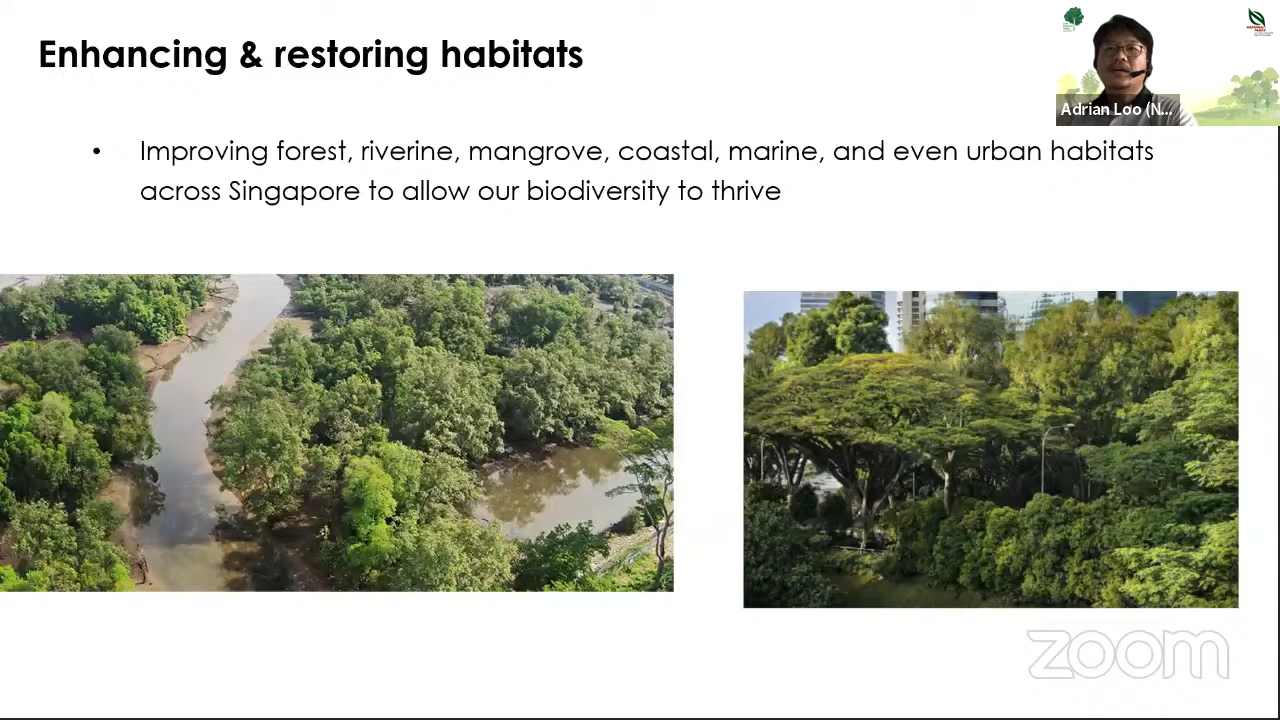 Enhancing & restoring habitats
Adrian Loo (N...
• Improving forest, riverine, mangrove, coastal, marine, and even urban habitats
across Singapore to allow our biodiversity to thrive
zoom